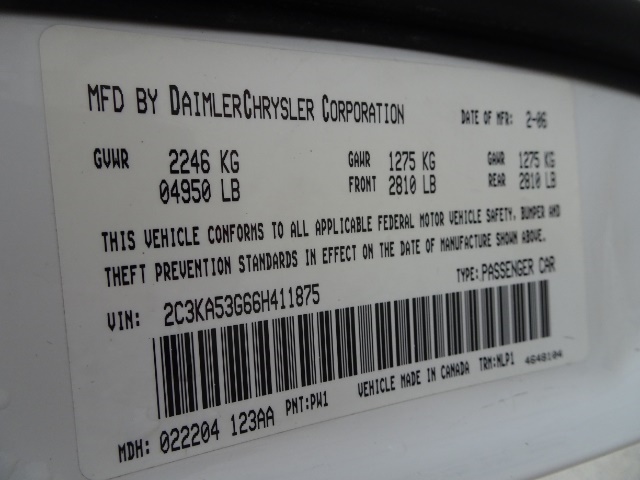 MFD BY DAIMLERCHRYSLER CORPORATION DATE OF MFR: 2-06
GVWR 2246 KG GAWR 1275 KG GAWR 1275 KG
04950 LB FRONT 2810 LB REAR 2810 LB
THIS VEHICLE CONFORMS TO ALL APPLICABLE FEDERAL MOTOR VEHICLE SAFETY, BUMPER AND
THEFT PREVENTION STANDARDS IN EFFECT ON THE DATE OF MANUFACTURE SHOWN ABOVE.
VIN: 2C3KA53G66H411875 TYPE: PASSENGER CAR
MDH: 022204 123AA PNT:PW1 VEHICLE MADE IN CANADA TRM:NLP1 4648104